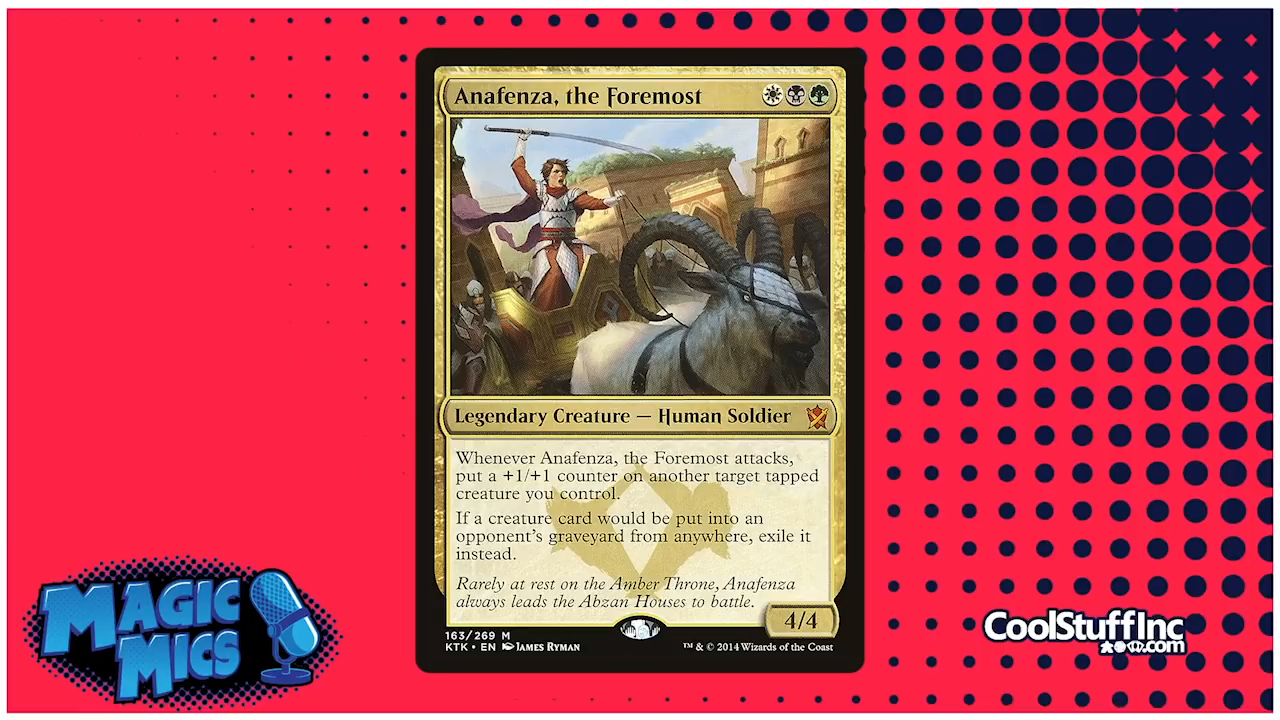 Anafenza, the Foremost
Legendary Creature — Human Soldier
Whenever Anafenza, the Foremost attacks,
put a +1/+1 counter on another target tapped
creature you control.
If a creature card would be put into an
opponent's graveyard from anywhere, exile it
instead.
Rarely at rest on the Amber Throne, Anafenza
always leads the Abzan Houses to battle.
4/4
163/269 M
KTK • EN JAMES RYMAN
™ & © 2014 Wizards of the Coast
MAGIC
MICS
CoolStuffInc
.com